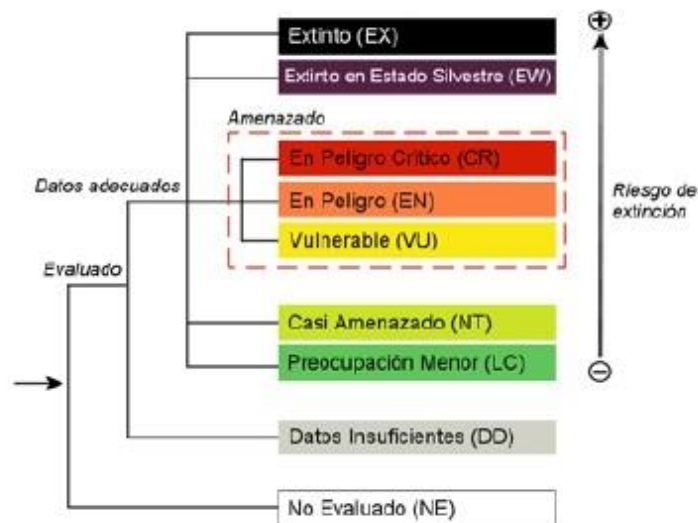 Extinto (EX)
Extirto en Estado Silvestre (EW)
Amenazado
En Peligro Crítico (CR)
Datos adecuados
En Peligro (EN)
Riesgo de
extinción
Vulnerable (VU)
Evaluado
Casi Amenazado (NT)
Preocupación Menor (LC)
Datos Insuficientes (DD)
No Evaluado (NE)